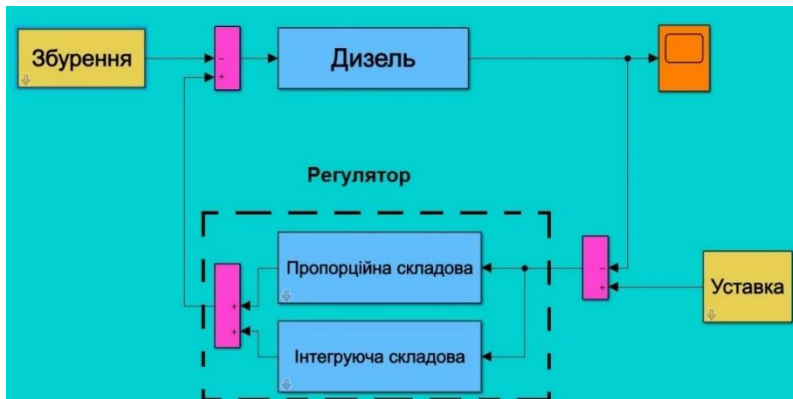 Збурення
Дизель
Регулятор
Пропорційна складова
Уставка
Інтегруюча складова